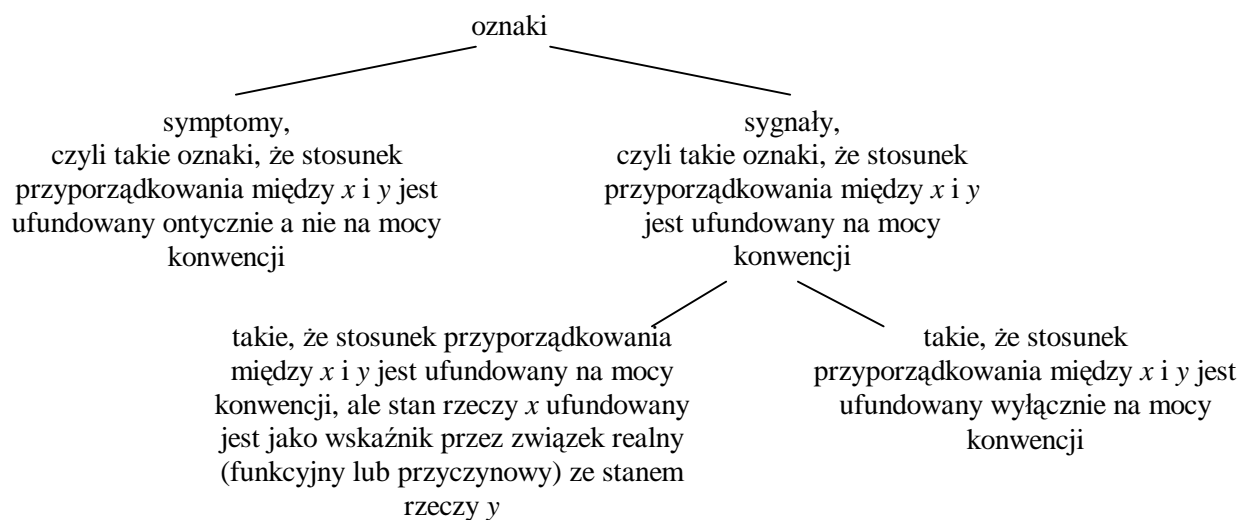 oznaki
symptomy,
czyli takie oznaki, że stosunek
przyporządkowania między x i y jest
ufundowany ontycznie a nie na mocy
konwencji
sygnały,
czyli takie oznaki, że stosunek
przyporządkowania między x i y
jest ufundowany na mocy
konwencji
takie, że stosunek przyporządkowania
między x i y jest ufundowany na mocy
konwencji, ale stan rzeczy x ufundowany
jest jako wskaźnik przez związek realny
(funkcyjny lub przyczynowy) ze stanem
rzeczy y
takie, że stosunek
przyporządkowania między x i y jest
ufundowany wyłącznie na mocy
konwencji